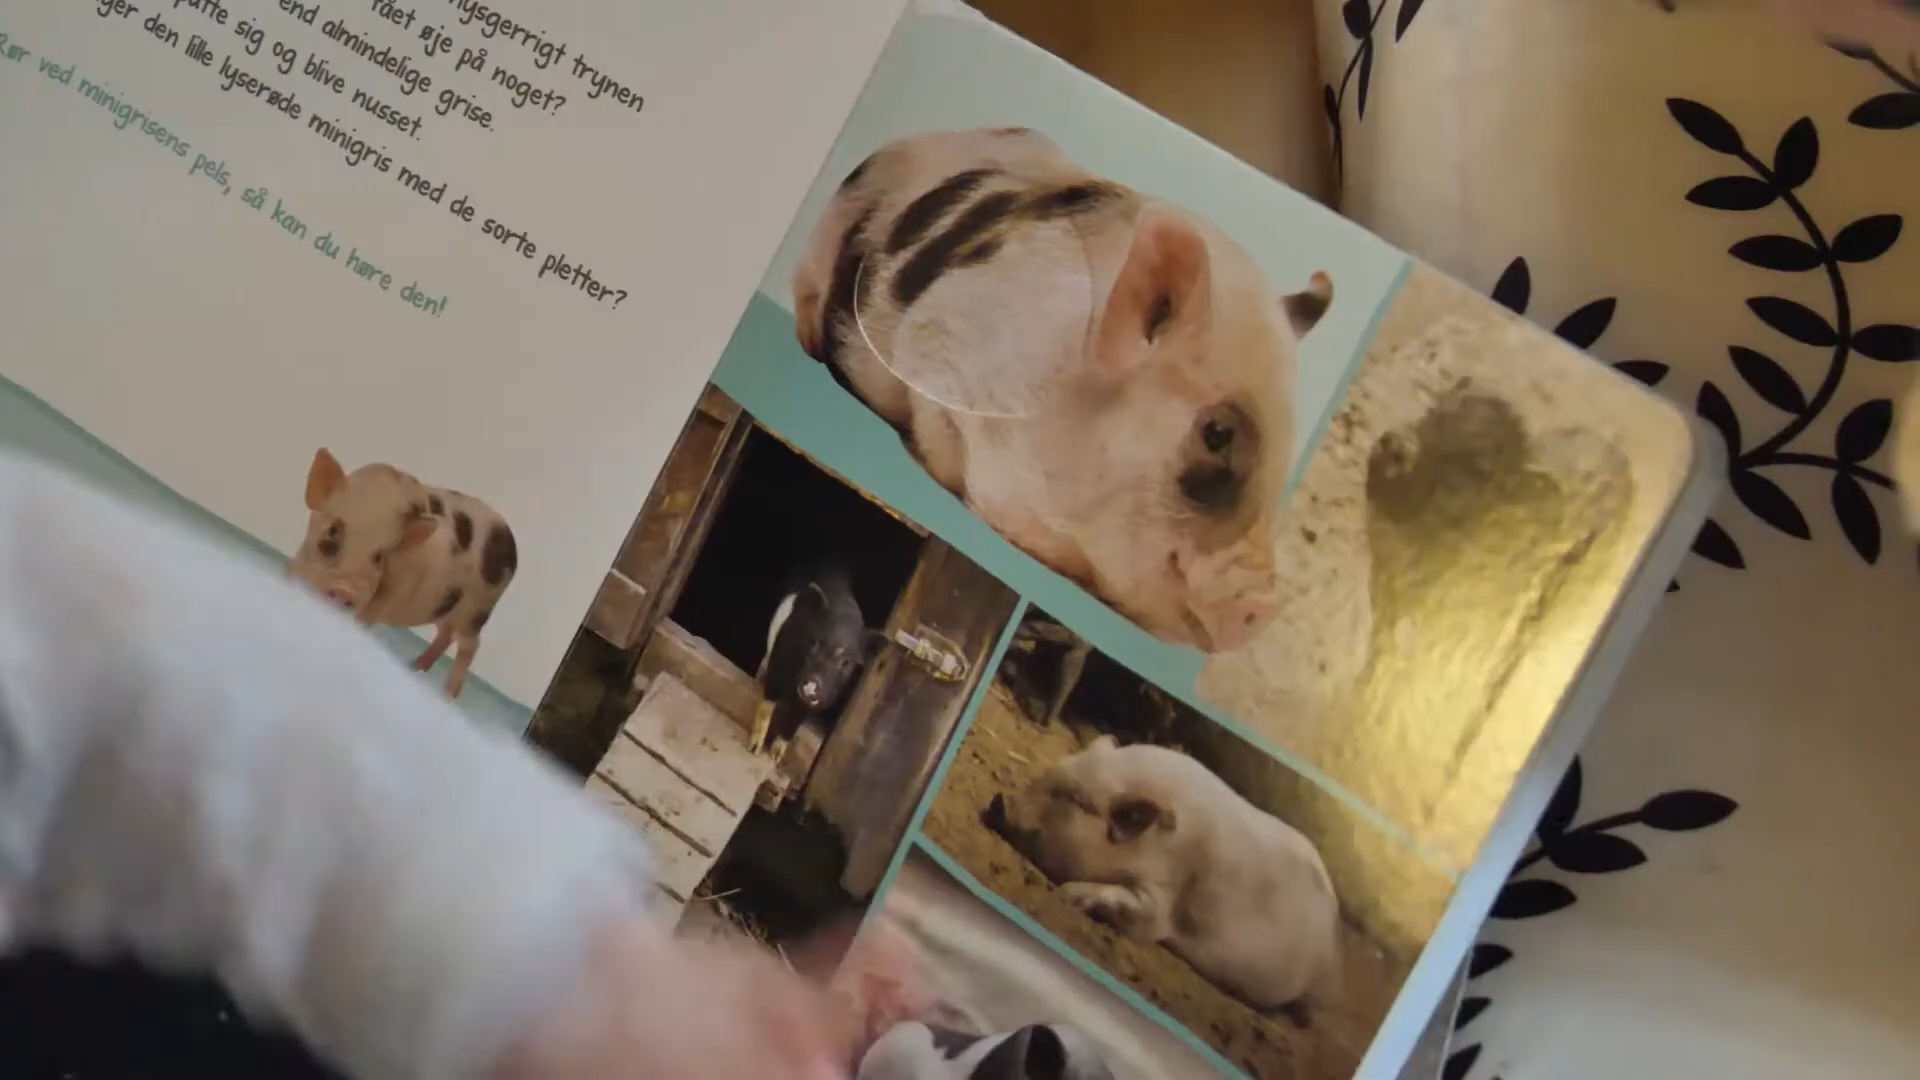 nysgerrigt trynen
fået øje på noget?
end almindelige grise.
putte sig og blive nusset.
den lille lyserøde minigris med de sorte pletter?
Rør ved minigrisens pels, så kan du høre den!